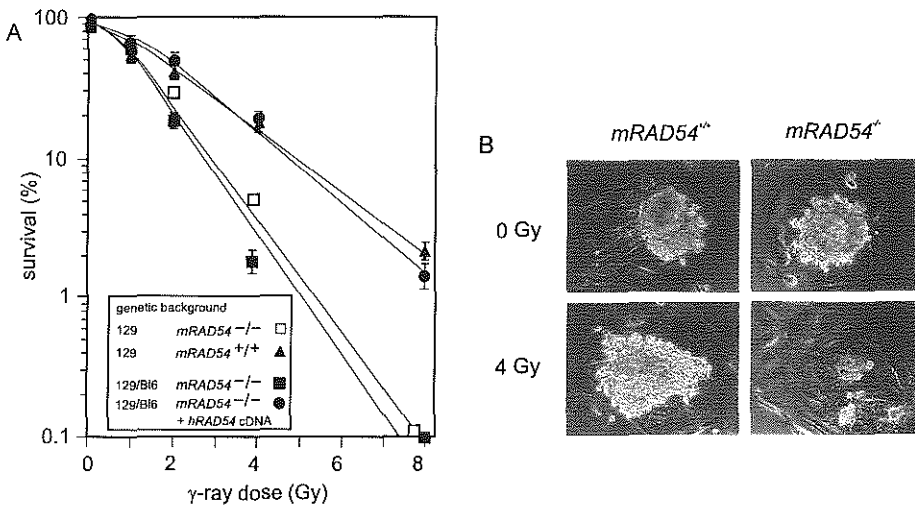 A
100
10
1
0.1
survival (%)
0 2 4 6 8
γ-ray dose (Gy)
genetic background
129 mRAD54 −/−
129 mRAD54 +/+
129/Bl6 mRAD54 −/−
129/Bl6 mRAD54 −/−
+ hRAD54 cDNA
B
mRAD54+/+ mRAD54-/-
0 Gy
4 Gy